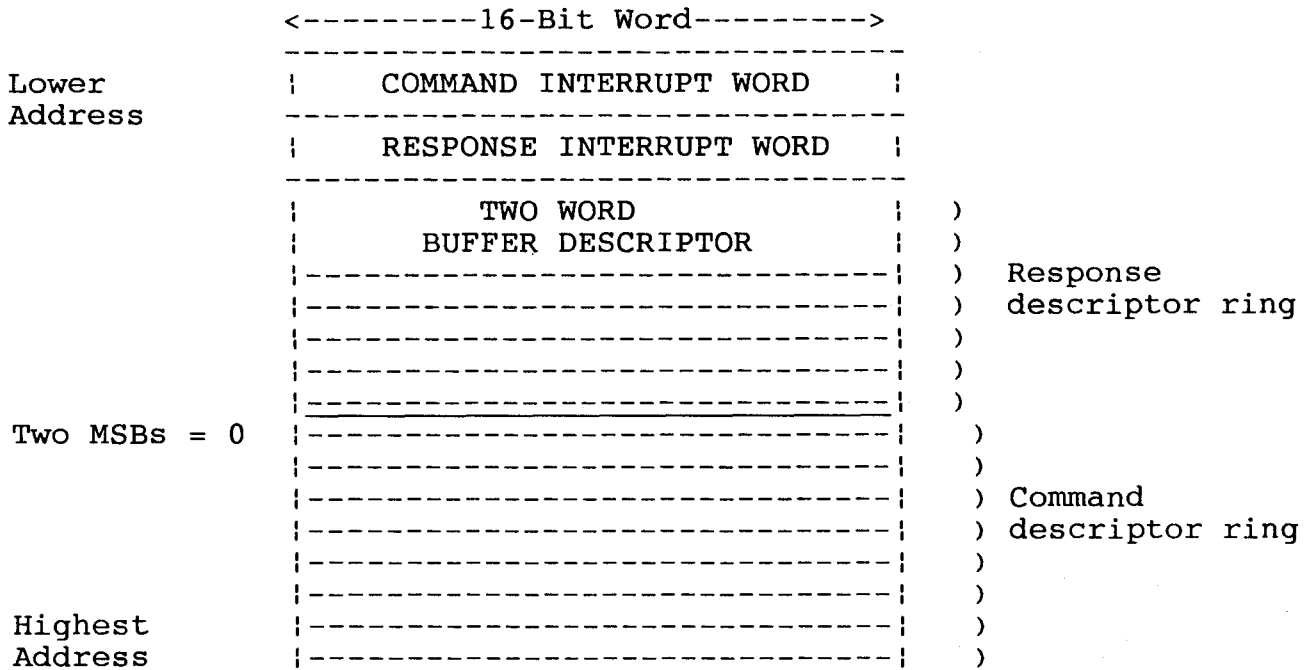 <---------16-Bit Word--------->
Lower Address
COMMAND INTERRUPT WORD
RESPONSE INTERRUPT WORD
TWO WORD
BUFFER DESCRIPTOR
Response
descriptor ring
Two MSBs = 0
Command
descriptor ring
Highest
Address